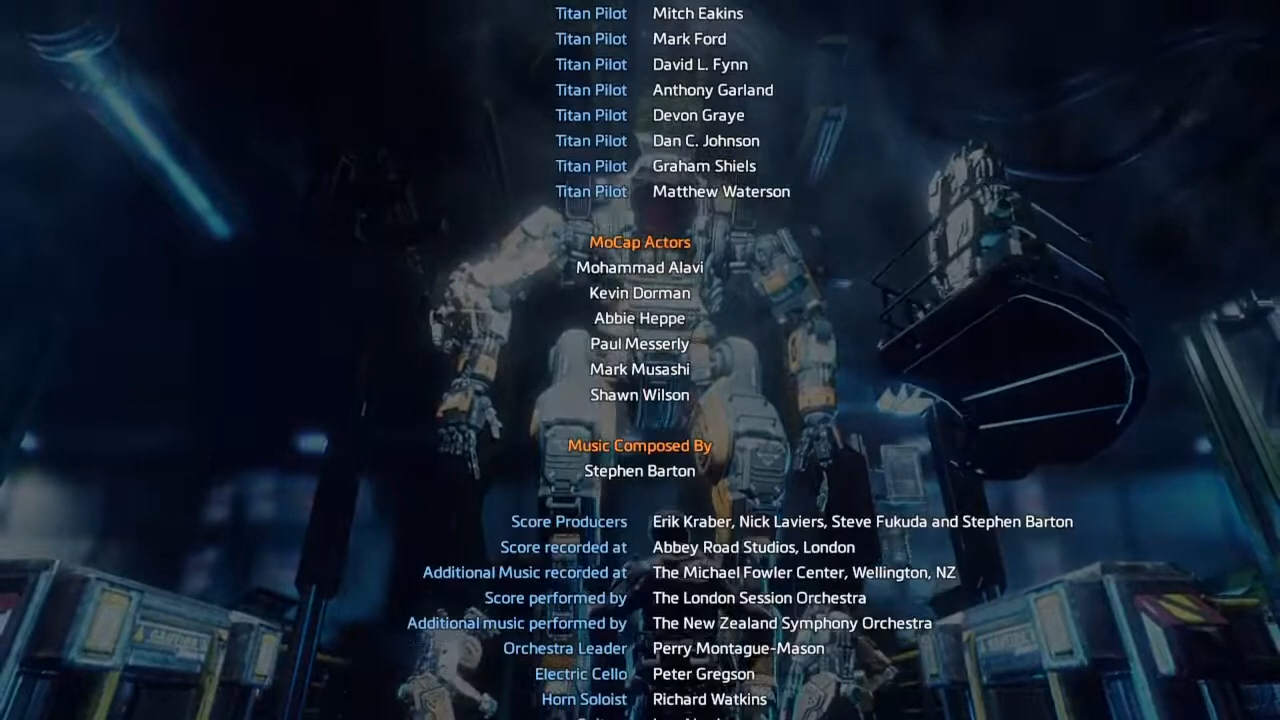 Titan Pilot Mitch Eakins
Titan Pilot Mark Ford
Titan Pilot David L. Fynn
Titan Pilot Anthony Garland
Titan Pilot Devon Graye
Titan Pilot Dan C. Johnson
Titan Pilot Graham Shiels
Titan Pilot Matthew Waterson
MoCap Actors
Mohammad Alavi
Kevin Dorman
Abbie Heppe
Paul Messerly
Mark Musashi
Shawn Wilson
Music Composed By
Stephen Barton
Score Producers Erik Kraber, Nick Laviers, Steve Fukuda and Stephen Barton
Score recorded at Abbey Road Studios, London
Additional Music recorded at The Michael Fowler Center, Wellington, NZ
Score performed by The London Session Orchestra
Additional music performed by The New Zealand Symphony Orchestra
Orchestra Leader Perry Montague-Mason
Electric Cello Peter Gregson
Horn Soloist Richard Watkins